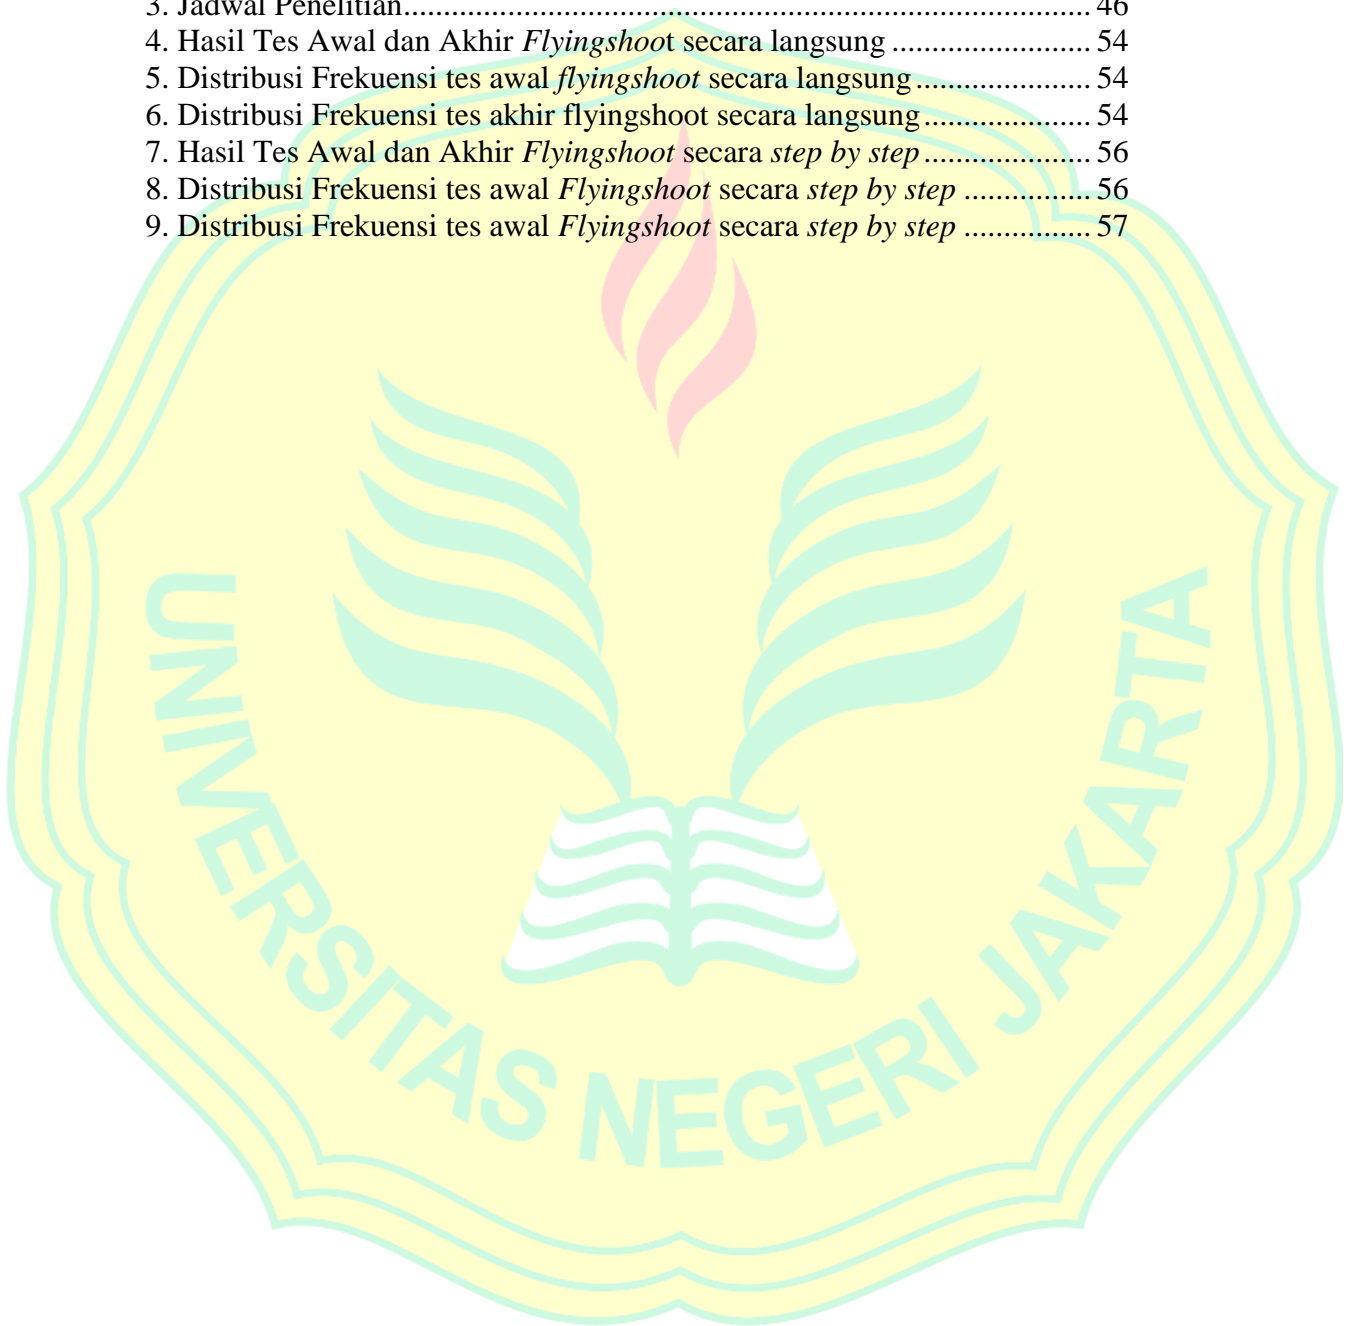 3. Jadwal Penelitian...................................................................................... 46
4. Hasil Tes Awal dan Akhir Flyingshoot secara langsung ......................... 54
5. Distribusi Frekuensi tes awal flyingshoot secara langsung...................... 54
6. Distribusi Frekuensi tes akhir flyingshoot secara langsung..................... 54
7. Hasil Tes Awal dan Akhir Flyingshoot secara step by step..................... 56
8. Distribusi Frekuensi tes awal Flyingshoot secara step by step ................ 56
9. Distribusi Frekuensi tes awal Flyingshoot secara step by step ................ 57
UNIVERSITAS NEGERI JAKARTA